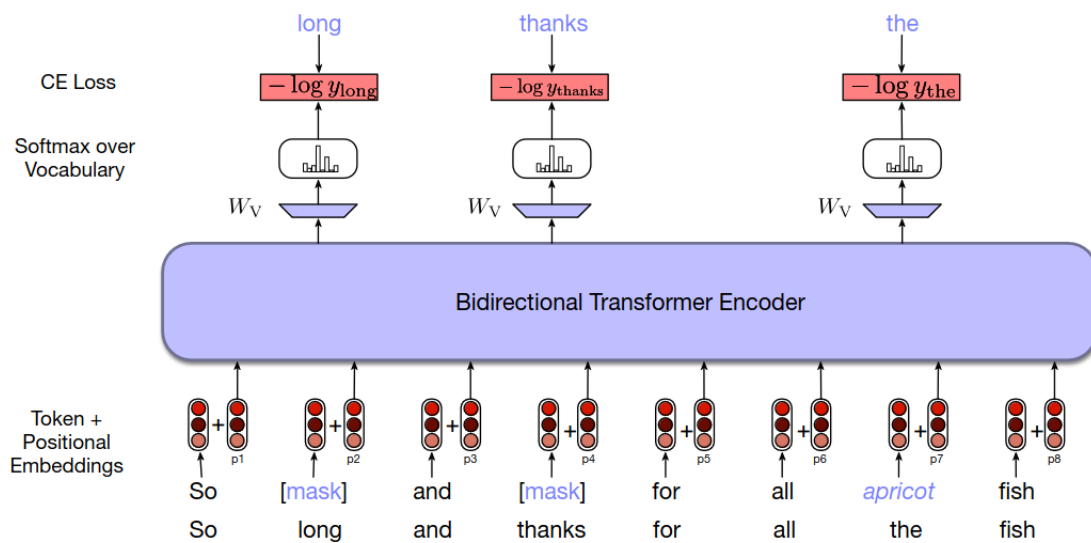 long thanks the
CE Loss
− log y_long − log y_thanks − log y_the
Softmax over
Vocabulary
W_V W_V W_V
Bidirectional Transformer Encoder
Token +
Positional
Embeddings
+ + + + + + + +
p1 p2 p3 p4 p5 p6 p7 p8
So [mask] and [mask] for all apricot fish
So long and thanks for all the fish